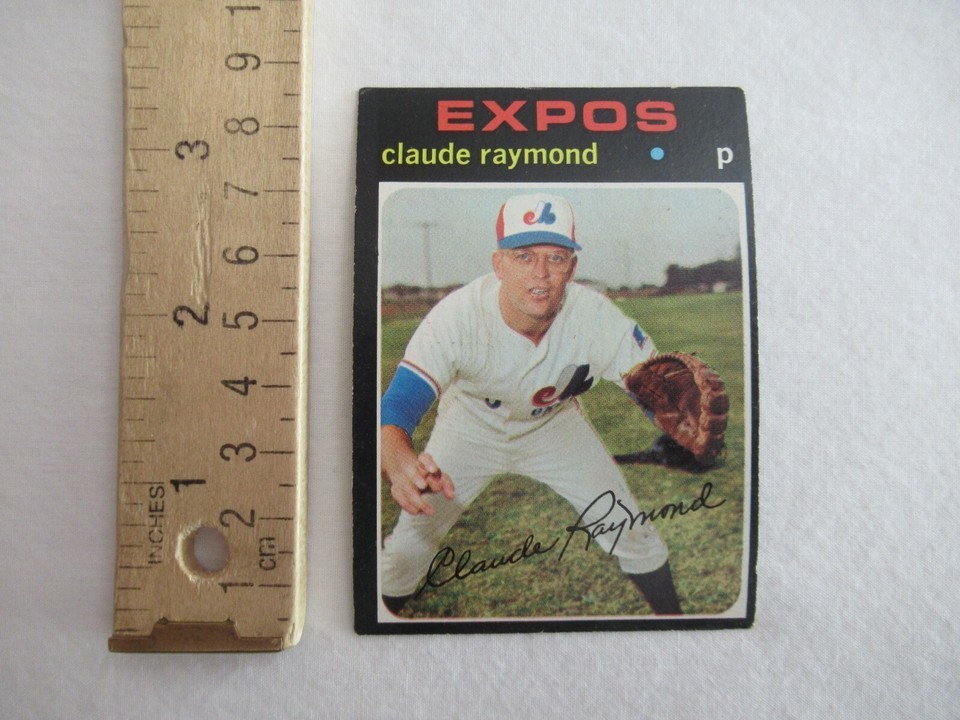 EXPOS
claude raymond • p
Claude Raymond
INCHES
1
2
3
cm
1
2
3
4
5
6
7
8
9
1